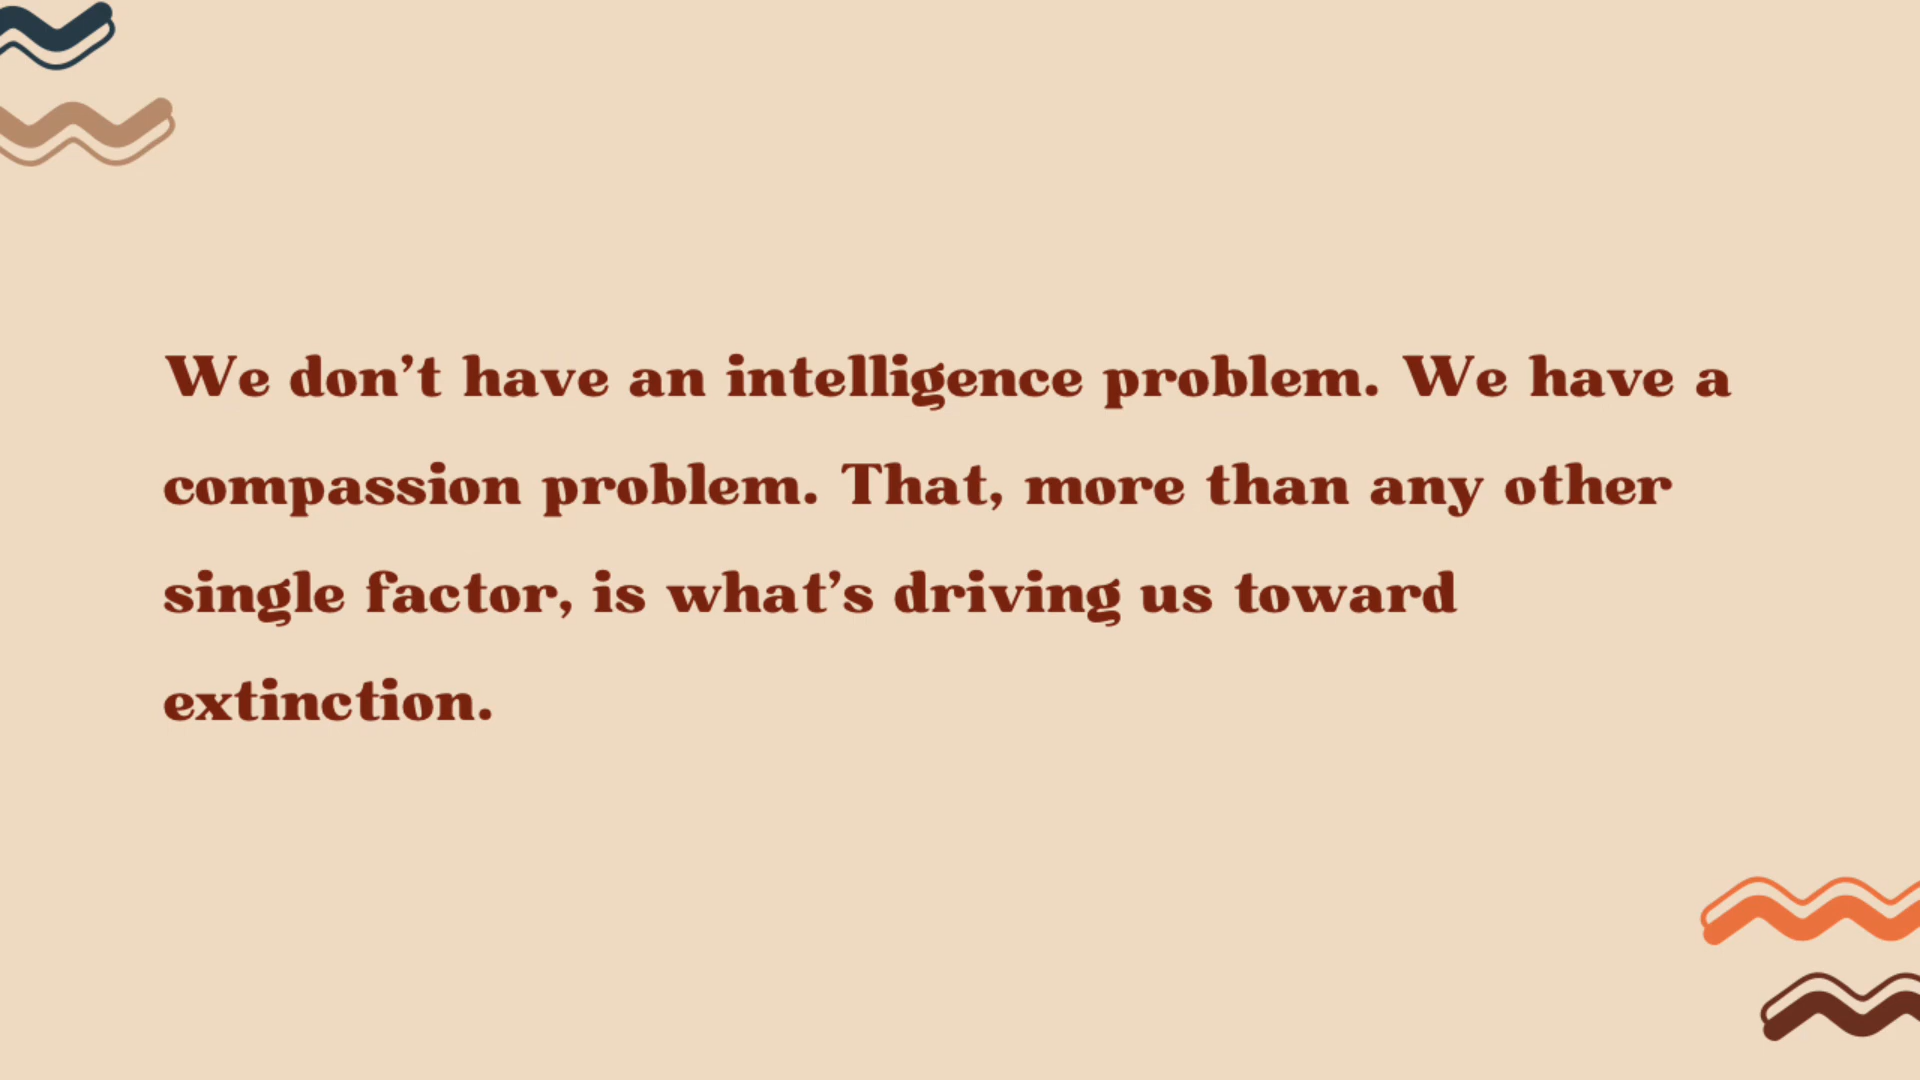 We don’t have an intelligence problem. We have a
compassion problem. That, more than any other
single factor, is what’s driving us toward
extinction.